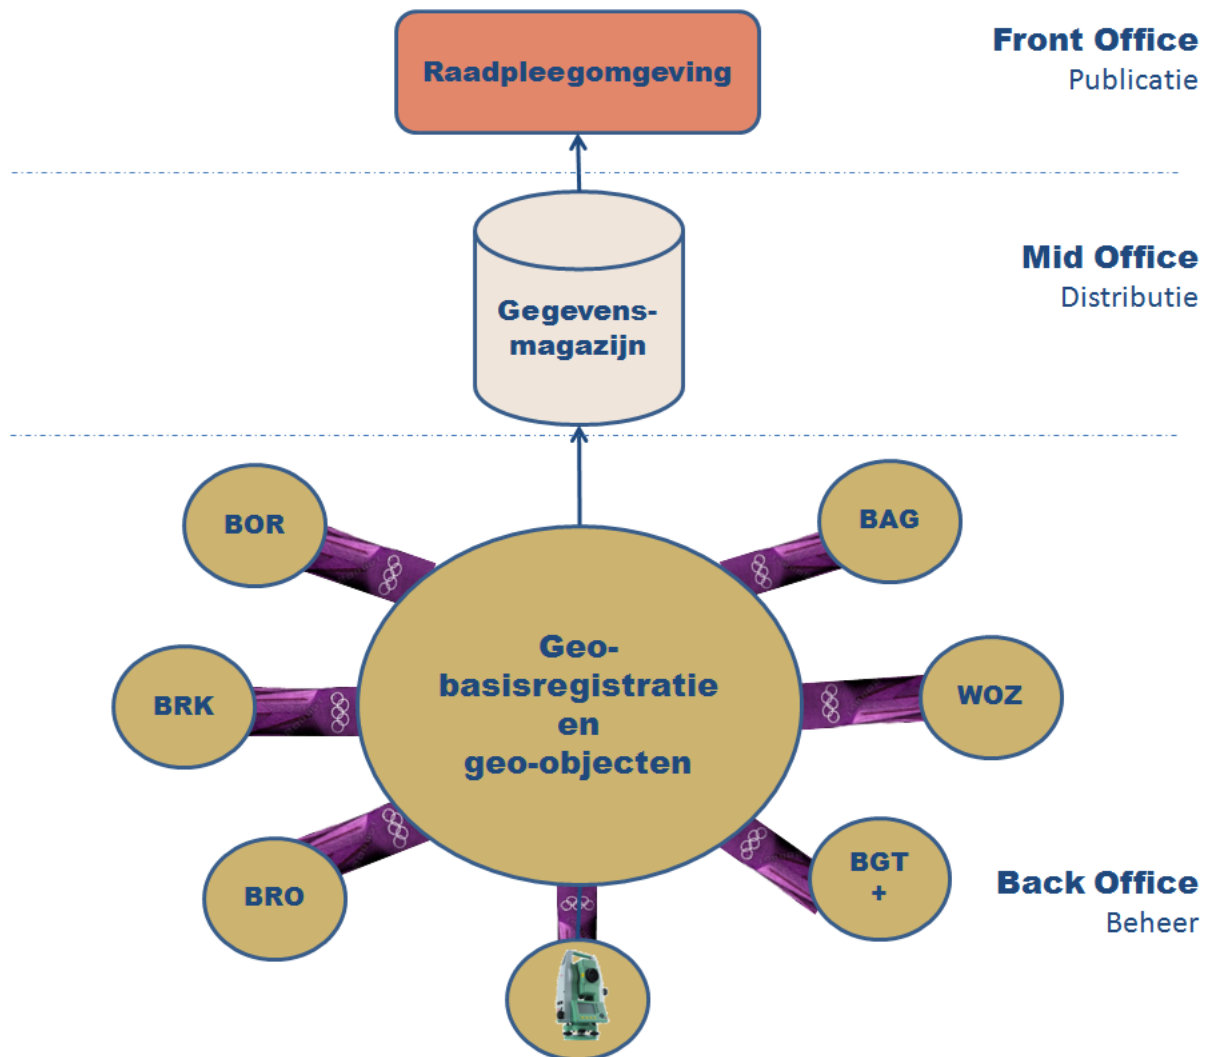 Raadpleegomgeving
Front Office
Publicatie
Gegevens-
magazijn
Mid Office
Distributie
BOR
BAG
BRK
Geo-
basisregistratie
en
geo-objecten
WOZ
BRO
BGT
+
Back Office
Beheer